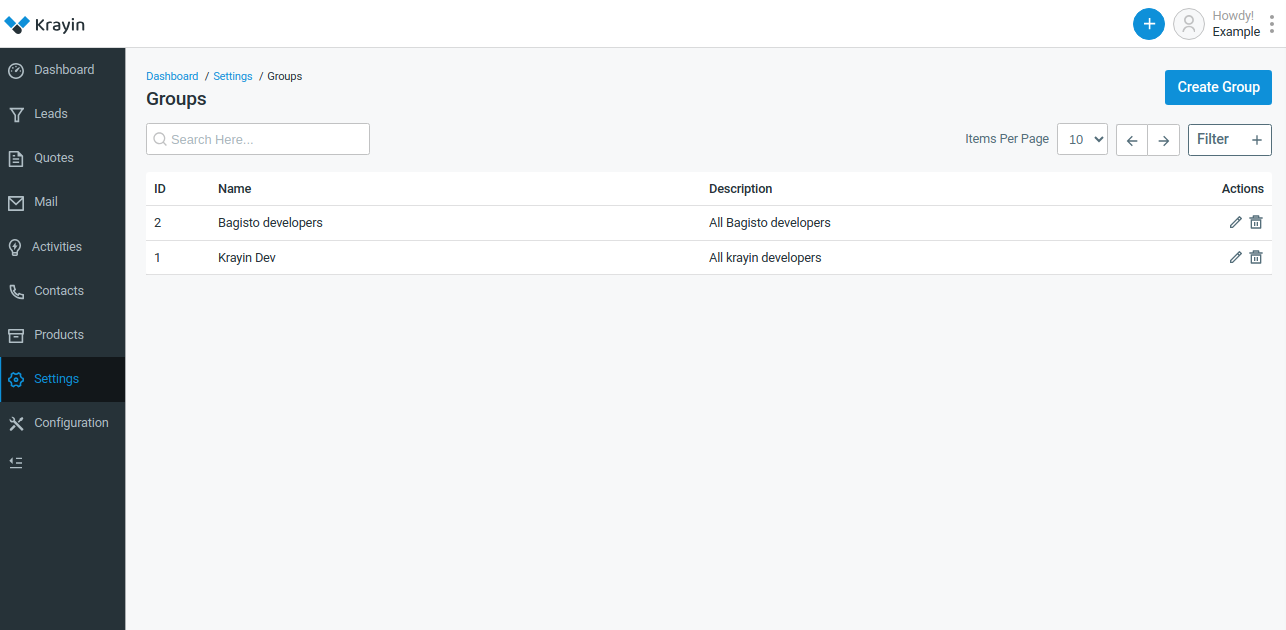 Krayin
Howdy!
Example
Dashboard
Leads
Quotes
Mail
Activities
Contacts
Products
Settings
Configuration
Dashboard / Settings / Groups
Groups
Create Group
Search Here...
Items Per Page 10 Filter
ID Name Description Actions
2 Bagisto developers All Bagisto developers
1 Krayin Dev All krayin developers